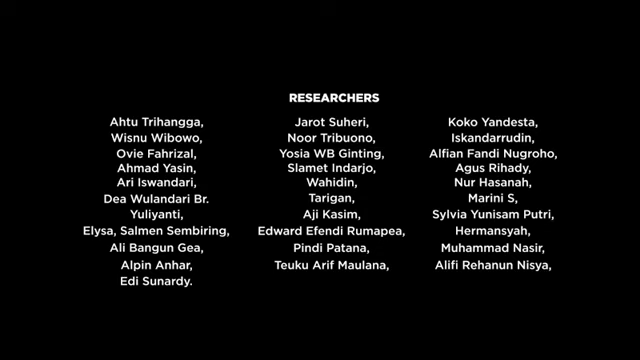 RESEARCHERS
Ahtu Trihangga,
Wisnu Wibowo,
Ovie Fahrizal,
Ahmad Yasin,
Ari Iswandari,
Dea Wulandari Br.
Yuliyanti,
Elysa, Salmen Sembiring,
Ali Bangun Gea,
Alpin Anhar,
Edi Sunardy.
Jarot Suheri,
Noor Tribuono,
Yosia WB Ginting,
Slamet Indarjo,
Wahidin,
Tarigan,
Aji Kasim,
Edward Efendi Rumapea,
Pindi Patana,
Teuku Arif Maulana,
Koko Yandesta,
Iskandarrudin,
Alfian Fandi Nugroho,
Agus Rihady,
Nur Hasanah,
Marini S,
Sylvia Yunisam Putri,
Hermansyah,
Muhammad Nasir,
Alifi Rehanun Nisya,